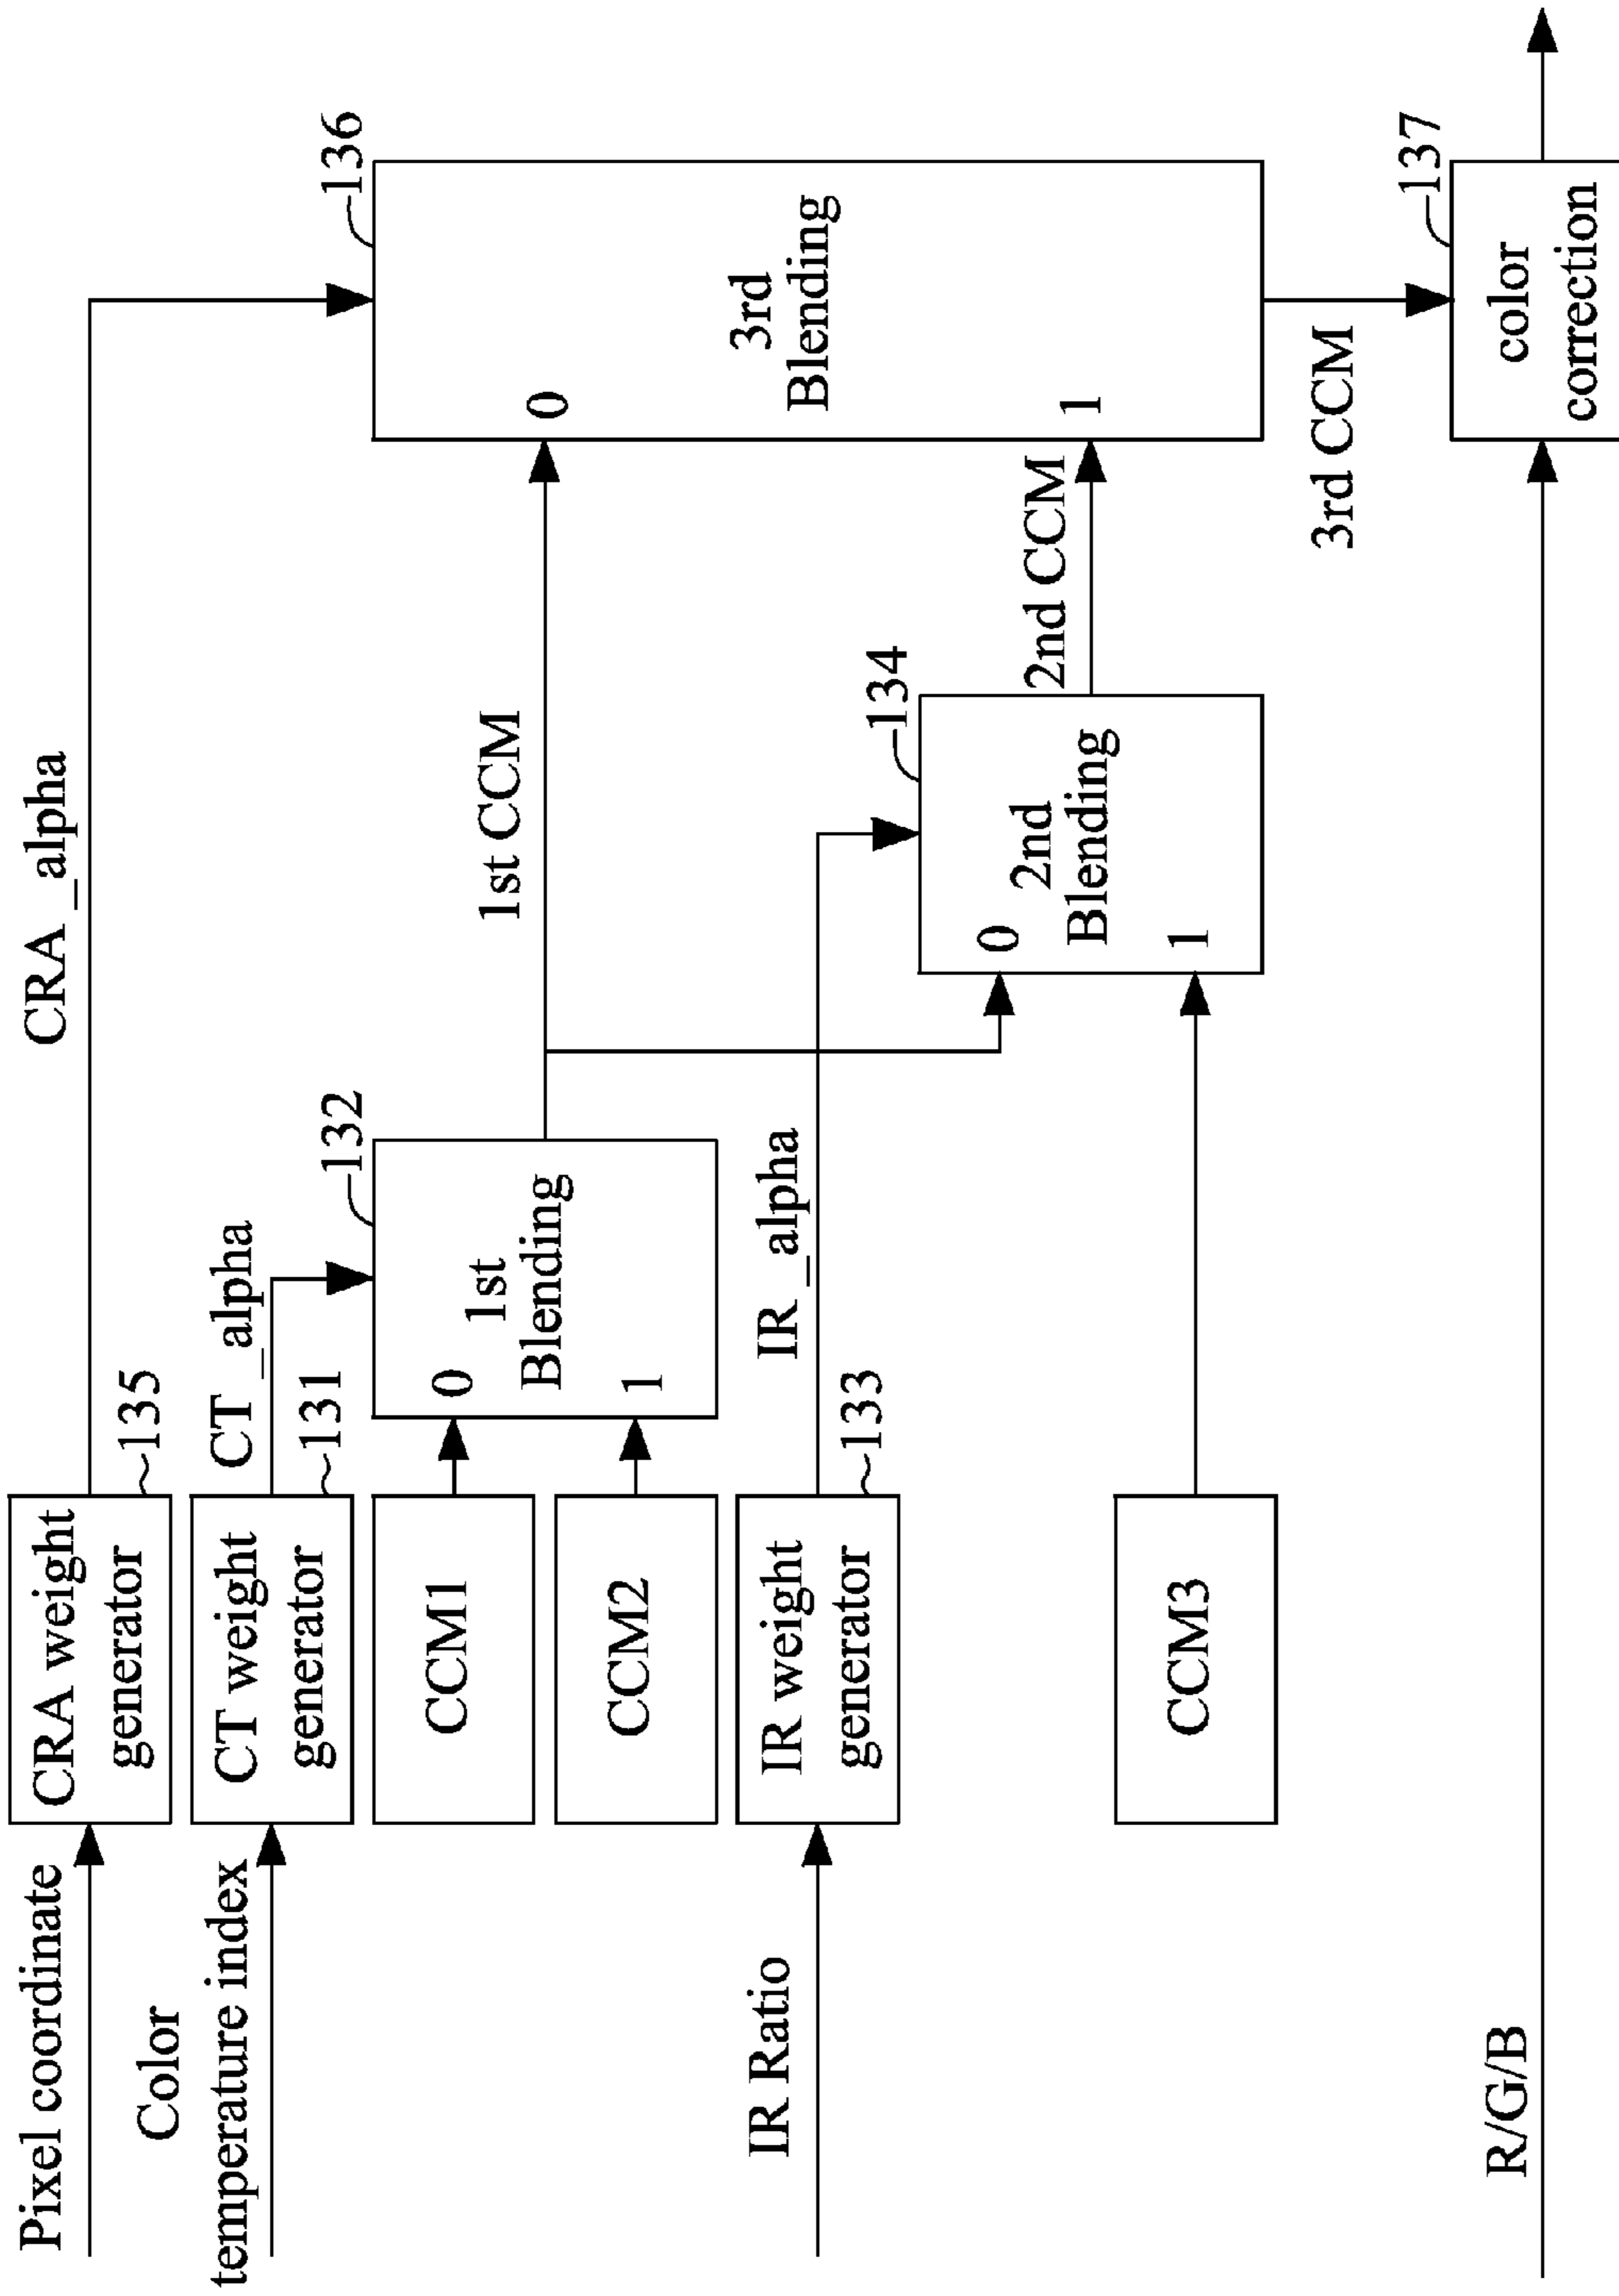 Pixel coordinate
CRA weight
generator
135
CRA_alpha
Color
temperature index
CT weight
generator
131
CT_alpha
CCM1
CCM2
0
1
1st
Blending
132
1st CCM
IR Ratio
IR weight
generator
133
IR_alpha
CCM3
0
1
2nd
Blending
134
2nd CCM
0
1
3rd
Blending
136
3rd CCM
R/G/B
color
correction
137